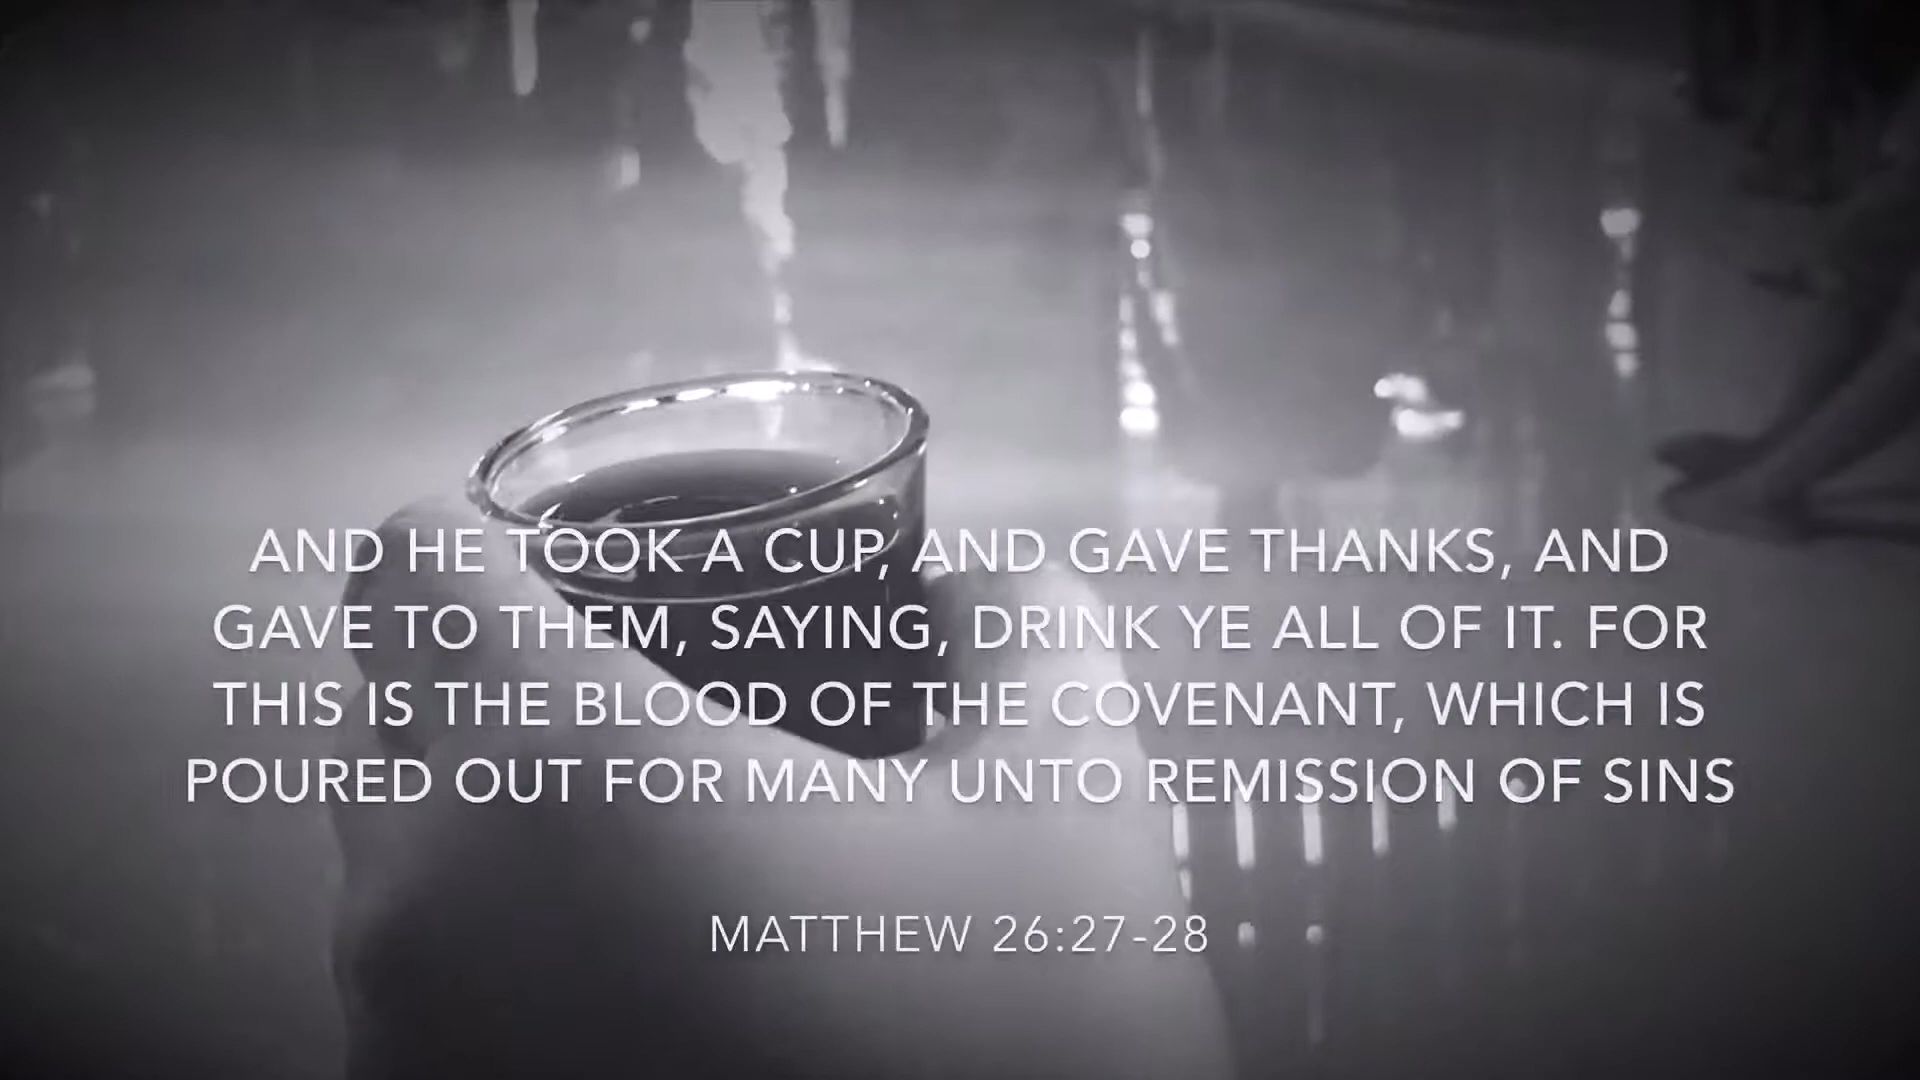 AND HE TOOK A CUP, AND GAVE THANKS, AND
GAVE TO THEM, SAYING, DRINK YE ALL OF IT. FOR
THIS IS THE BLOOD OF THE COVENANT, WHICH IS
POURED OUT FOR MANY UNTO REMISSION OF SINS
MATTHEW 26:27-28